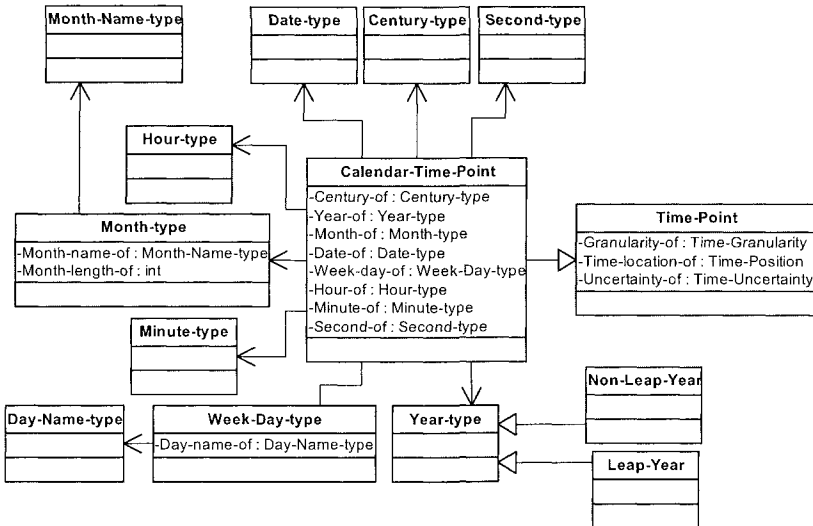 Month-Name-type
Date-type
Century-type
Second-type
Hour-type
Calendar-Time-Point
-Century-of : Century-type
-Year-of : Year-type
-Month-of : Month-type
-Date-of : Date-type
-Week-day-of : Week-Day-type
-Hour-of : Hour-type
-Minute-of : Minute-type
-Second-of : Second-type
Time-Point
-Granularity-of : Time-Granularity
-Time-location-of : Time-Position
-Uncertainty-of : Time-Uncertainty
Month-type
-Month-name-of : Month-Name-type
-Month-length-of : int
Minute-type
Day-Name-type
Week-Day-type
-Day-name-of : Day-Name-type
Year-type
Non-Leap-Year
Leap-Year